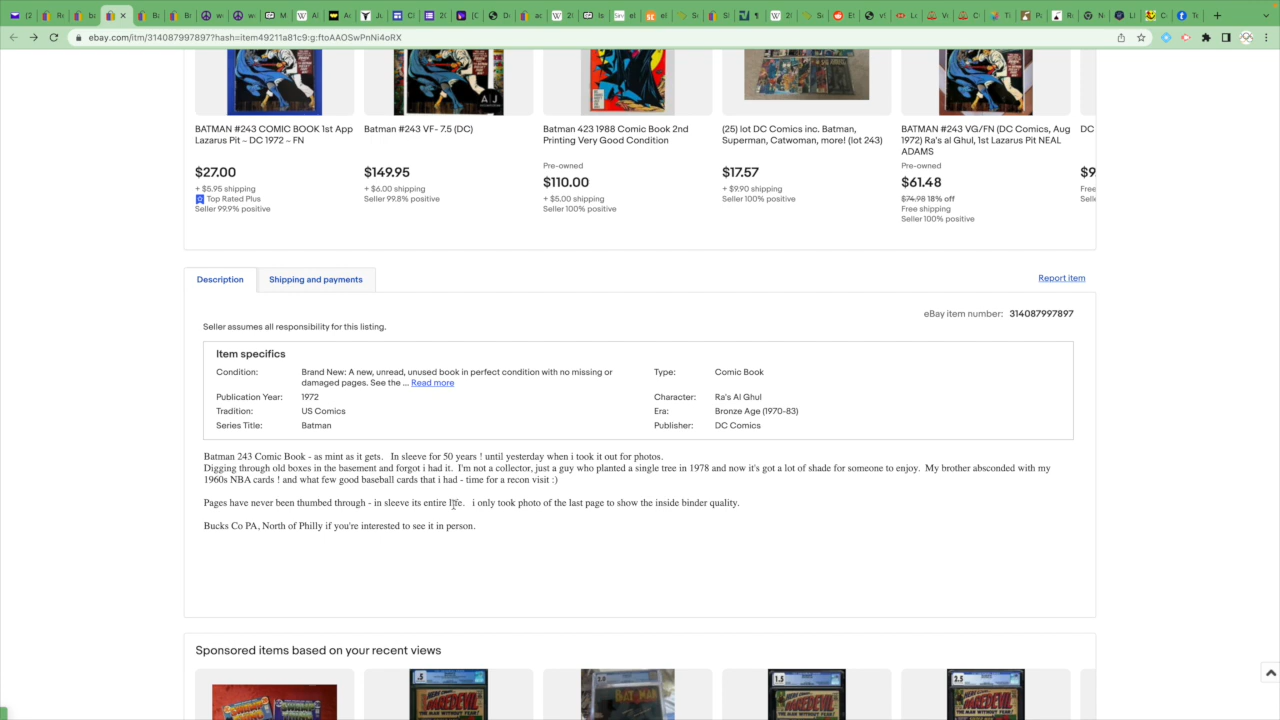 ebay.com/itm/314087997897?hash=item49211a81c9:g:ftoAAOSwPnNi4oRX
BATMAN #243 COMIC BOOK 1st App
Lazarus Pit ~ DC 1972 ~ FN
$27.00
+ $5.95 shipping
Top Rated Plus
Seller 99.9% positive
Batman #243 VF- 7.5 (DC)
$149.95
+ $6.00 shipping
Seller 99.8% positive
Batman 423 1988 Comic Book 2nd
Printing Very Good Condition
Pre-owned
$110.00
+ $5.00 shipping
Seller 100% positive
(25) lot DC Comics inc. Batman,
Superman, Catwoman, more! (lot 243)
$17.57
+ $9.90 shipping
Seller 100% positive
BATMAN #243 VG/FN (DC Comics, Aug
1972) Ra's al Ghul, 1st Lazarus Pit NEAL
ADAMS
Pre-owned
$61.48
$74.98 18% off
Free shipping
Seller 100% positive
DC
$9
Free
Selle
Description
Shipping and payments
Report item
eBay item number: 314087997897
Seller assumes all responsibility for this listing.
Item specifics
Condition: Brand New: A new, unread, unused book in perfect condition with no missing or
damaged pages. See the ... Read more
Type: Comic Book
Publication Year: 1972
Character: Ra's Al Ghul
Tradition: US Comics
Era: Bronze Age (1970-83)
Series Title: Batman
Publisher: DC Comics
Batman 243 Comic Book - as mint as it gets. In sleeve for 50 years ! until yesterday when i took it out for photos.
Digging through old boxes in the basement and forgot i had it. I'm not a collector, just a guy who planted a single tree in 1978 and now it's got a lot of shade for someone to enjoy. My brother absconded with my
1960s NBA cards ! and what few good baseball cards that i had - time for a recon visit :)
Pages have never been thumbed through - in sleeve its entire life. i only took photo of the last page to show the inside binder quality.
Bucks Co PA, North of Philly if you're interested to see it in person.
Sponsored items based on your recent views